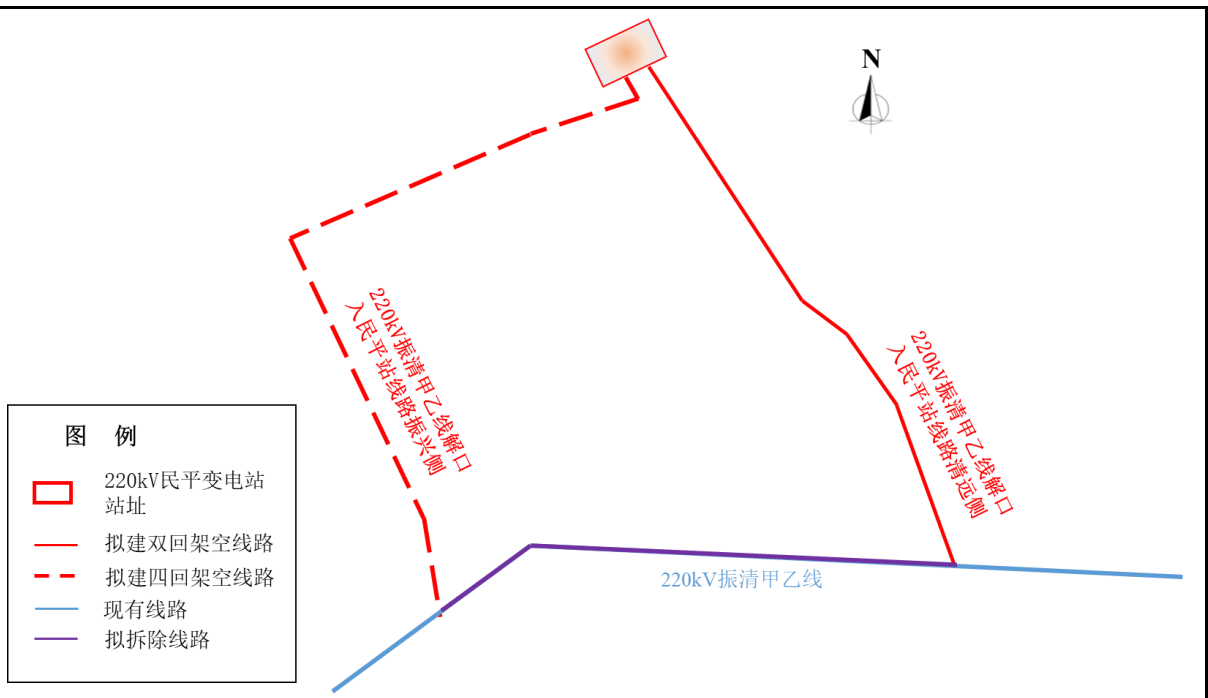 N
220kV振清甲乙线解口
入民平站线路振兴侧
220kV振清甲乙线解口
入民平站线路清远侧
220kV振清甲乙线
图 例
220kV民平变电站
站址
拟建双回架空线路
拟建四回架空线路
现有线路
拟拆除线路